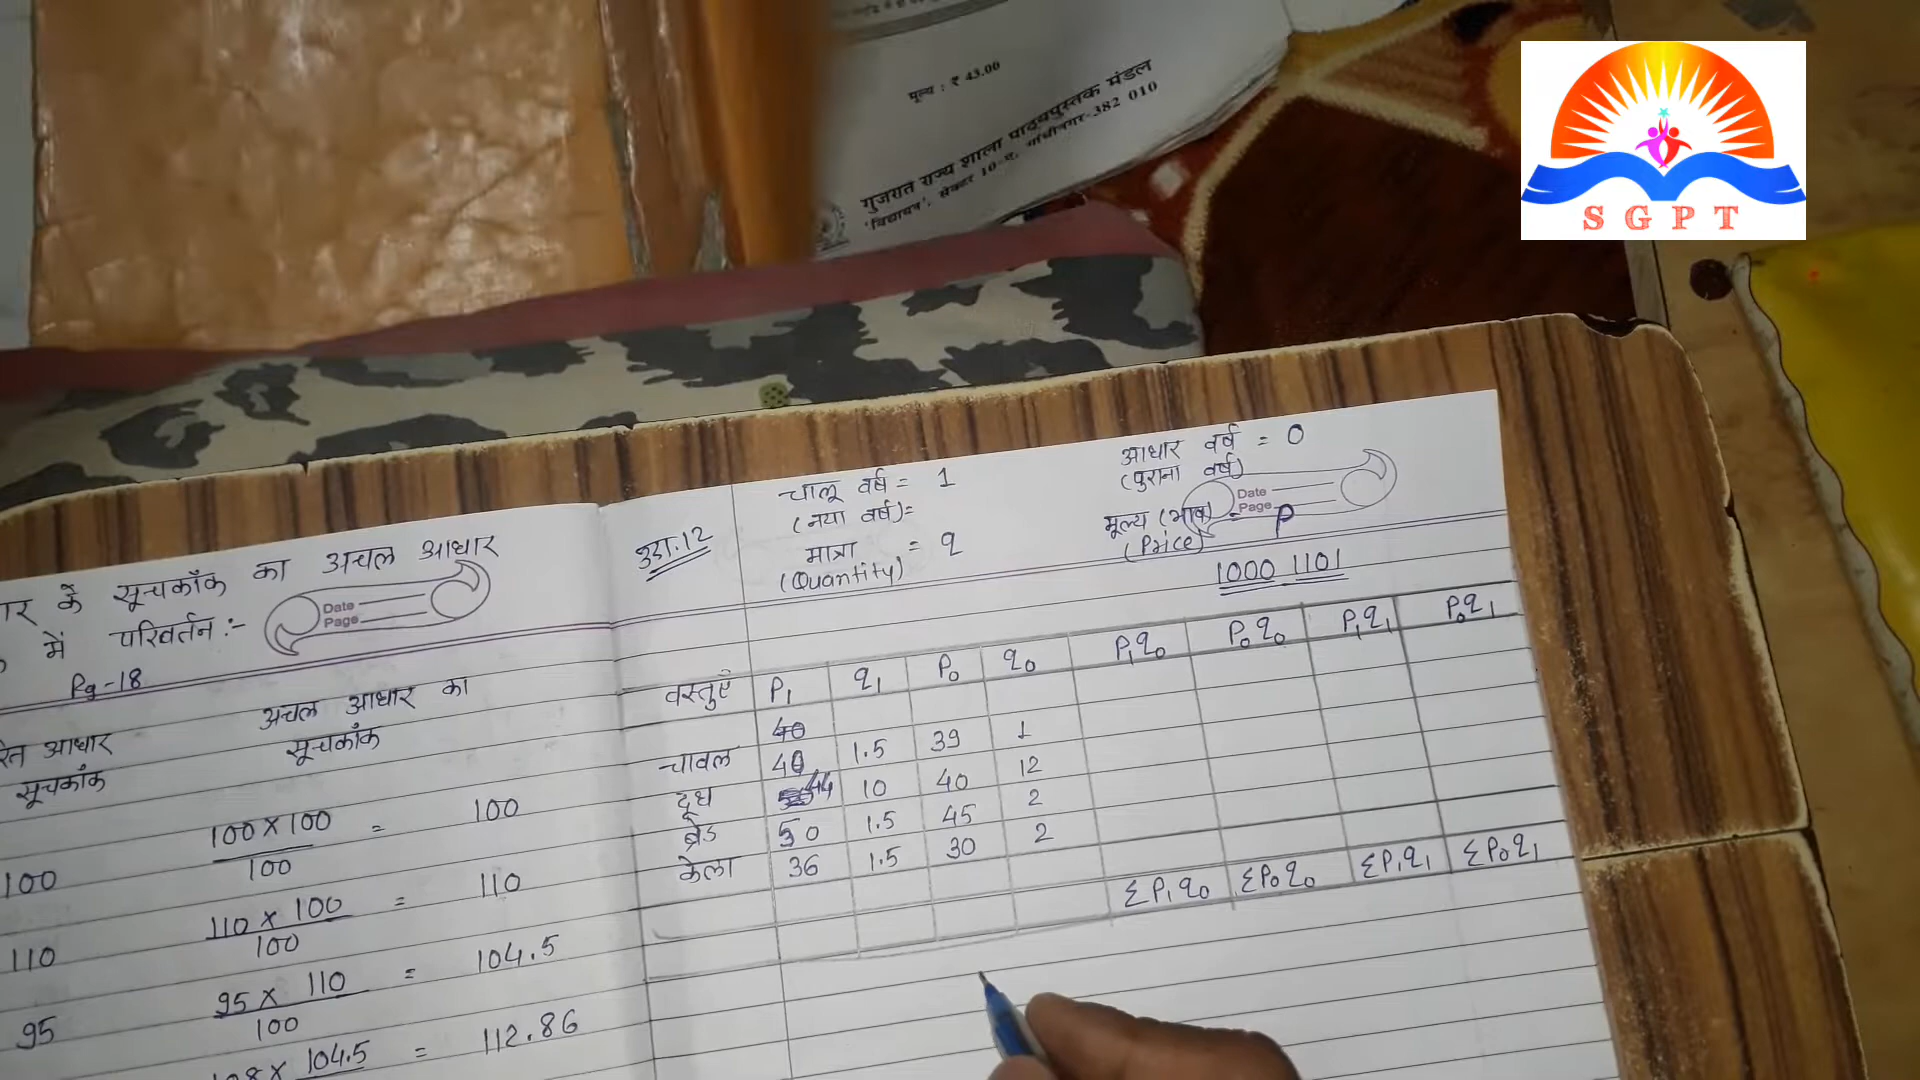 मूल्य : ₹ 43.00
गुजरात राज्य शाला पाठ्यपुस्तक मंडल
'विद्यायन', सेक्टर 10-ए, गांधीनगर-382 010
S G P T
के सूचकाँक का अचल आधार
में परिवर्तन :-
Date
Page
Pg-18
आधार
सूचकांक
अचल आधार का
सूचकाँक
100
100 x 100 / 100 = 100
110
110 x 100 / 100 = 110
95
95 x 110 / 100 = 104.5
x 104.5 = 112.86
उदा.12
चालू वर्ष = 1
(नया वर्ष)=
मात्रा = q
(Quantity)
आधार वर्ष = 0
(पुराना वर्ष)
Date
Page
मूल्य (भाव) = P
(Price)
1000 1101
वस्तुएँ P₁ q₁ P₀ q₀ P₁q₀ P₀q₀ P₁q₁ P₀q₁
40
चावल 1.5 39 1
दूध 44 10 40 12
ब्रेड 50 1.5 45 2
केला 36 1.5 30 2
ΣP₁q₀ ΣP₀q₀ ΣP₁q₁ ΣP₀q₁